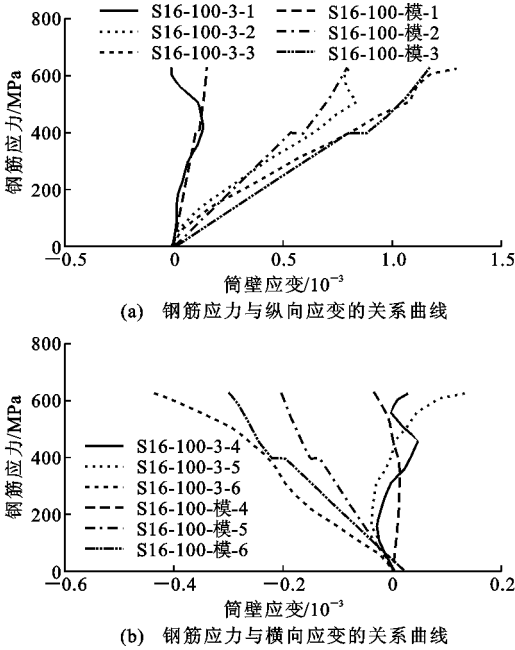 S16-100-3-1 S16-100-模-1
S16-100-3-2 S16-100-模-2
S16-100-3-3 S16-100-模-3
800
600
400
200
0
钢筋应力/MPa
-0.5 0 0.5 1.0 1.5
筒壁应变/10⁻³
(a) 钢筋应力与纵向应变的关系曲线
800
600
400
200
0
钢筋应力/MPa
S16-100-3-4
S16-100-3-5
S16-100-3-6
S16-100-模-4
S16-100-模-5
S16-100-模-6
-0.6 -0.4 -0.2 0 0.2
筒壁应变/10⁻³
(b) 钢筋应力与横向应变的关系曲线